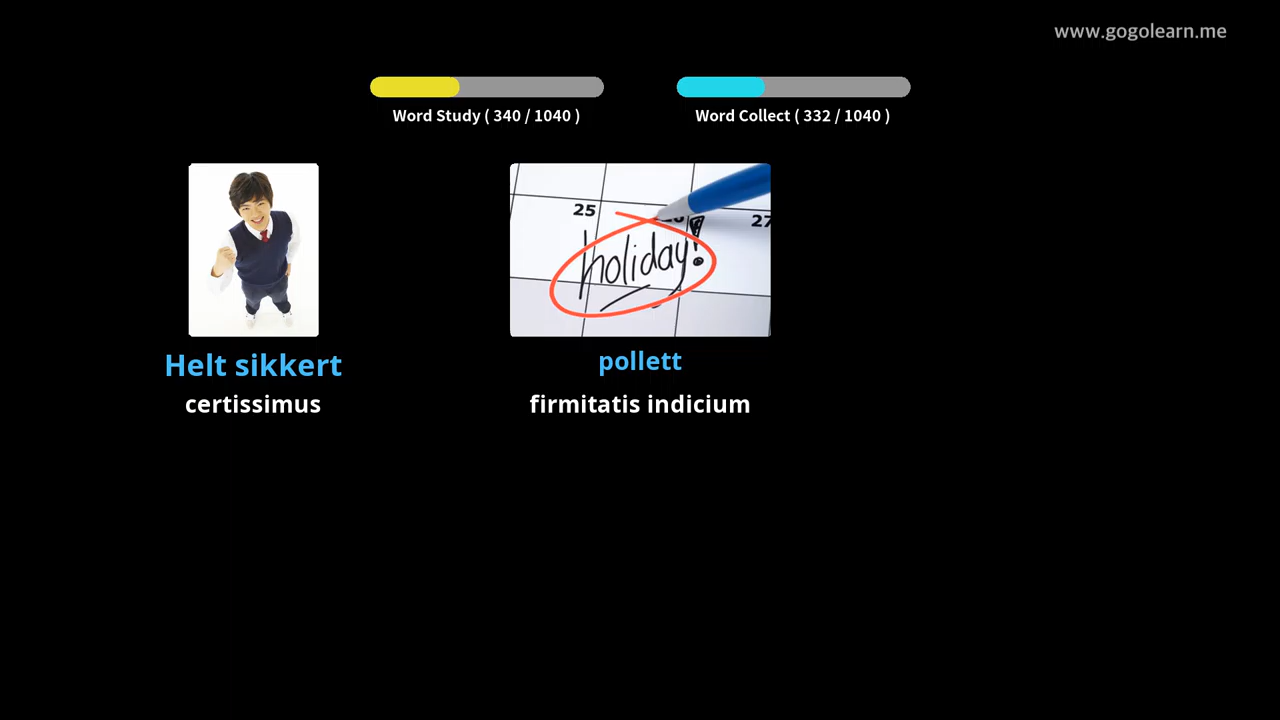 www.gogolearn.me
Word Study ( 340 / 1040 )
Word Collect ( 332 / 1040 )
25
27
holiday!
Helt sikkert
pollett
certissimus
firmitatis indicium